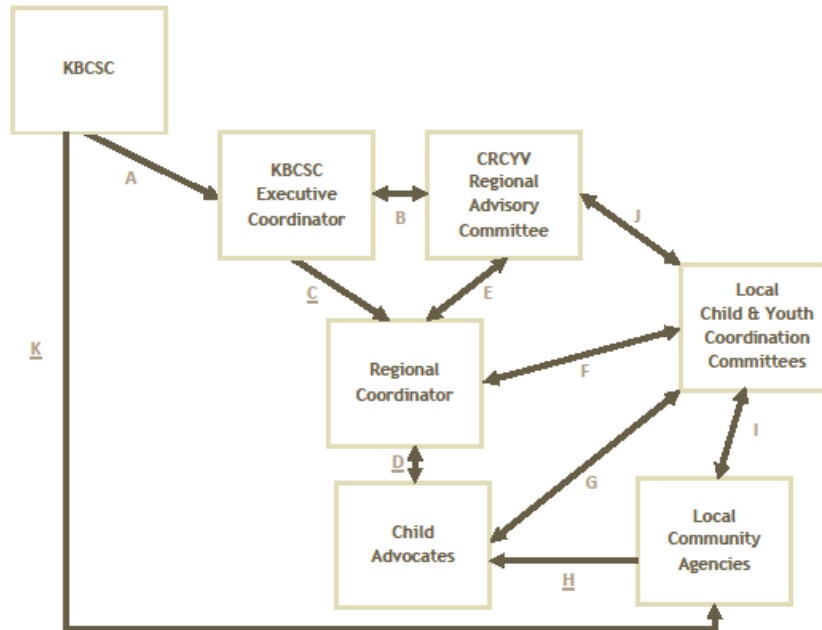 KBCSC
A
KBCSC
Executive
Coordinator
B
CRCYV
Regional
Advisory
Committee
J
C
E
Local
Child & Youth
Coordination
Committees
K
Regional
Coordinator
F
I
D
G
Child
Advocates
H
Local
Community
Agencies